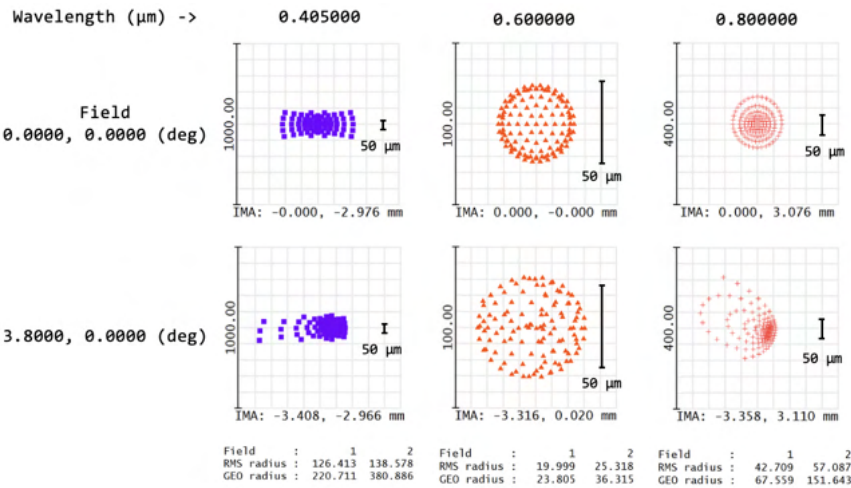 Wavelength (µm) -> 0.405000 0.600000 0.800000
Field
0.0000, 0.0000 (deg)
1000.00 50 µm 100.00 50 µm 400.00 50 µm
IMA: -0.000, -2.976 mm IMA: 0.000, -0.000 mm IMA: 0.000, 3.076 mm
3.8000, 0.0000 (deg)
1000.00 50 µm 100.00 50 µm 400.00 50 µm
IMA: -3.408, -2.966 mm IMA: -3.316, 0.020 mm IMA: -3.358, 3.110 mm
Field : 1 2 Field : 1 2 Field : 1 2
RMS radius : 126.413 138.578 RMS radius : 19.999 25.318 RMS radius : 42.709 57.087
GEO radius : 220.711 380.886 GEO radius : 23.805 36.315 GEO radius : 67.559 151.643